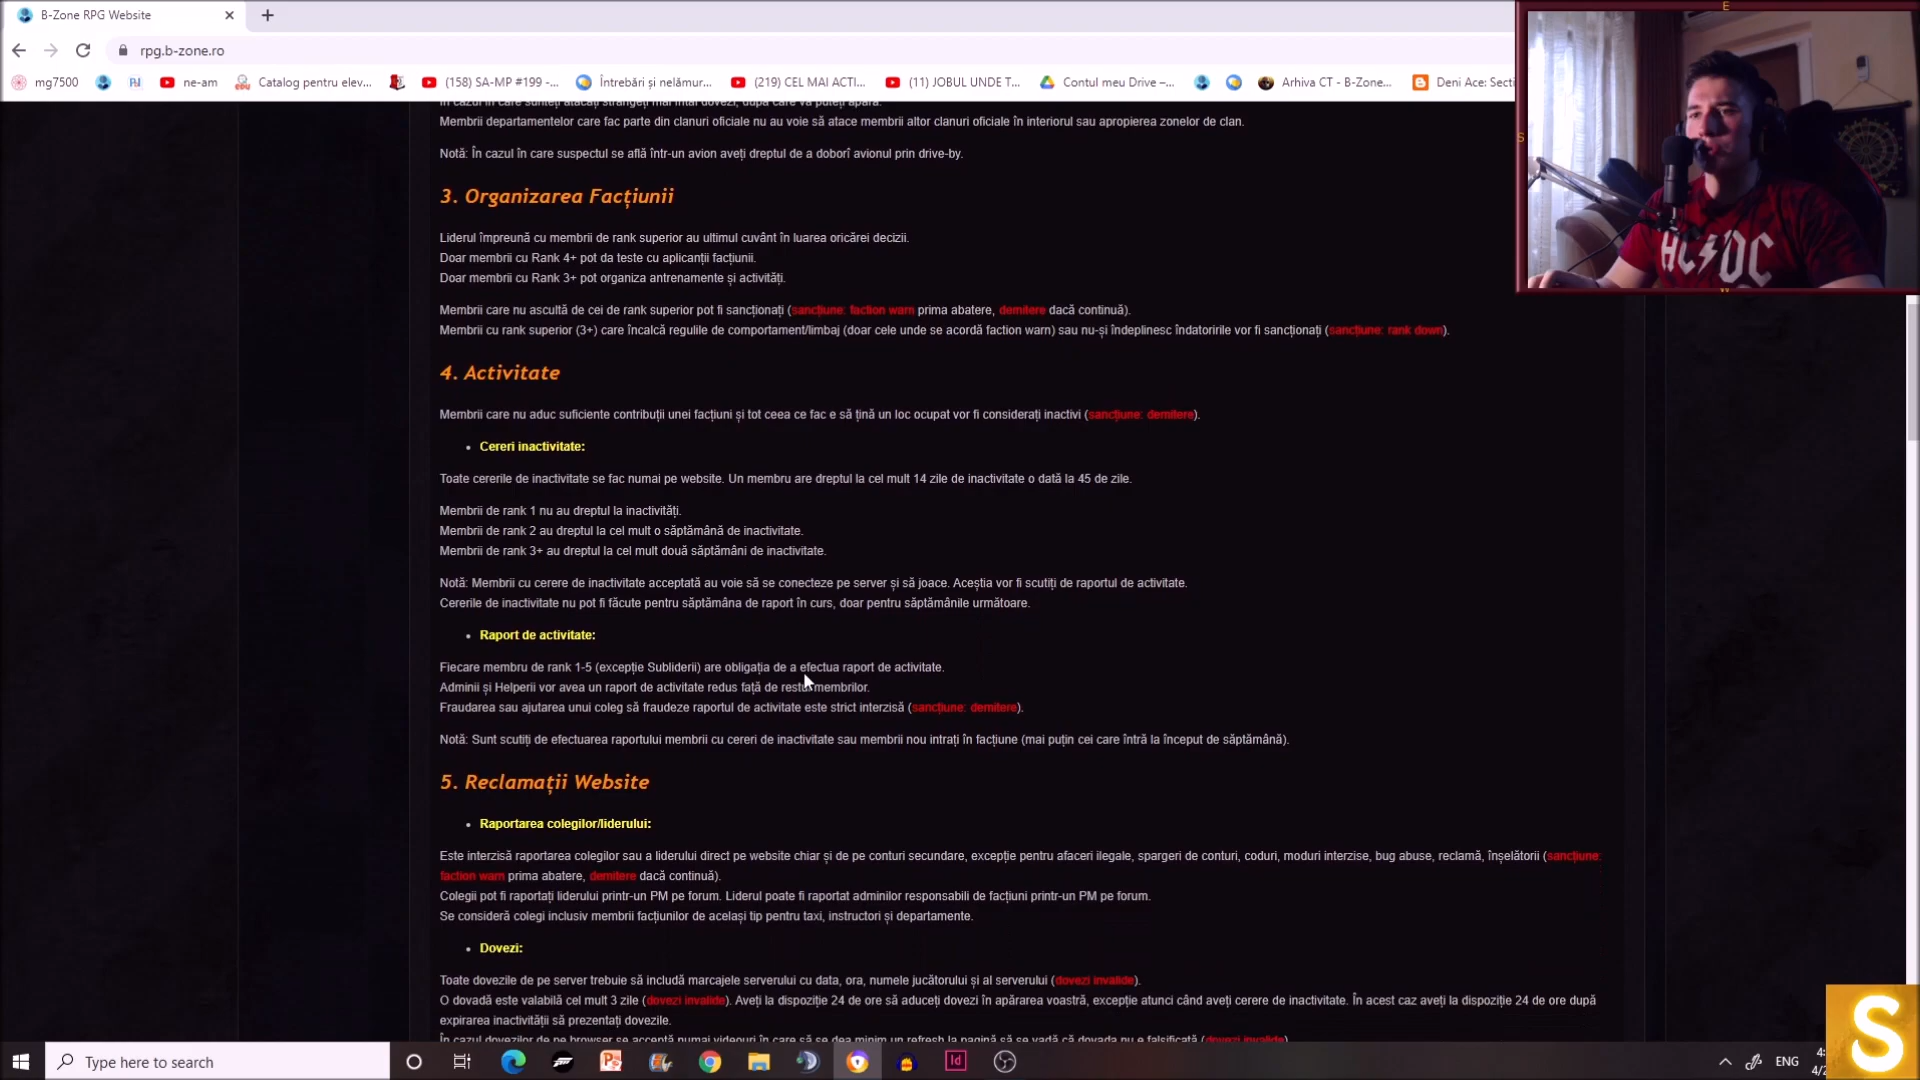 B-Zone RPG Website
rpg.b-zone.ro
mg7500
ne-am
Catalog pentru elev...
(158) SA-MP #199 -...
Întrebări și nelămur...
(219) CEL MAI ACTI...
(11) JOBUL UNDE T...
Contul meu Drive –...
Arhiva CT - B-Zone...
Deni Ace: Secti
În cazul în care sunteți atacați strângeți mai întâi dovezi, după care vă puteți apăra.
Membrii departamentelor care fac parte din clanuri oficiale nu au voie să atace membrii altor clanuri oficiale în interiorul sau apropierea zonelor de clan.
Notă: În cazul în care suspectul se află într-un avion aveți dreptul de a doborî avionul prin drive-by.
3. Organizarea Facțiunii
Liderul împreună cu membrii de rank superior au ultimul cuvânt în luarea oricărei decizii.
Doar membrii cu Rank 4+ pot da teste cu aplicanții facțiunii.
Doar membrii cu Rank 3+ pot organiza antrenamente și activități.
Membrii care nu ascultă de cei de rank superior pot fi sancționați (sancțiune: faction warn prima abatere, demitere dacă continuă).
Membrii cu rank superior (3+) care încalcă regulile de comportament/limbaj (doar cele unde se acordă faction warn) sau nu-și îndeplinesc îndatoririle vor fi sancționați (sancțiune: rank down).
4. Activitate
Membrii care nu aduc suficiente contribuții unei facțiuni și tot ceea ce fac e să țină un loc ocupat vor fi considerați inactivi (sancțiune: demitere).
Cereri inactivitate:
Toate cererile de inactivitate se fac numai pe website. Un membru are dreptul la cel mult 14 zile de inactivitate o dată la 45 de zile.
Membrii de rank 1 nu au dreptul la inactivități.
Membrii de rank 2 au dreptul la cel mult o săptămână de inactivitate.
Membrii de rank 3+ au dreptul la cel mult două săptămâni de inactivitate.
Notă: Membrii cu cerere de inactivitate acceptată au voie să se conecteze pe server și să joace. Aceștia vor fi scutiți de raportul de activitate.
Cererile de inactivitate nu pot fi făcute pentru săptămâna de raport în curs, doar pentru săptămânile următoare.
Raport de activitate:
Fiecare membru de rank 1-5 (excepție Subliderii) are obligația de a efectua raport de activitate.
Adminii și Helperii vor avea un raport de activitate redus față de restul membrilor.
Fraudarea sau ajutarea unui coleg să fraudeze raportul de activitate este strict interzisă (sancțiune: demitere).
Notă: Sunt scutiți de efectuarea raportului membrii cu cereri de inactivitate sau membrii nou intrați în facțiune (mai puțin cei care întră la început de săptămână).
5. Reclamații Website
Raportarea colegilor/liderului:
Este interzisă raportarea colegilor sau a liderului direct pe website chiar și de pe conturi secundare, excepție pentru afaceri ilegale, spargeri de conturi, coduri, moduri interzise, bug abuse, reclamă, înșelătorii (sancțiune:
faction warn prima abatere, demitere dacă continuă).
Colegii pot fi raportați liderului printr-un PM pe forum. Liderul poate fi raportat adminilor responsabili de facțiuni printr-un PM pe forum.
Se consideră colegi inclusiv membrii facțiunilor de același tip pentru taxi, instructori și departamente.
Dovezi:
Toate dovezile de pe server trebuie să includă marcajele serverului cu data, ora, numele jucătorului și al serverului (dovezi invalide).
O dovadă este valabilă cel mult 3 zile (dovezi invalide). Aveți la dispoziție 24 de ore să aduceți dovezi în apărarea voastră, excepție atunci când aveți cerere de inactivitate. În acest caz aveți la dispoziție 24 de ore după
expirarea inactivității să prezentați dovezile.
În cazul dovezilor de pe browser se acceptă numai videouri în care să se dea minim un refresh la pagină să se vadă că dovada nu e falsificată (dovezi invalide).
AC/DC
E
S
S
Type here to search
Id
ENG